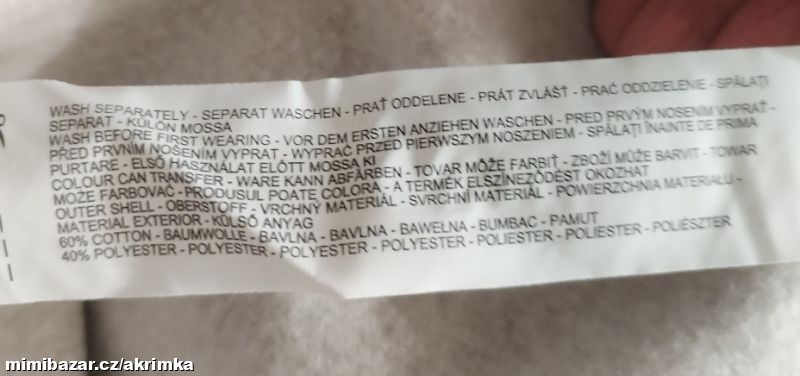 WASH SEPARATELY - SEPARAT WASCHEN - PRAŤ ODDELENE - PRÁT ZVLÁŠŤ - PRAĆ ODDZIELENIE - SPĂLAȚI
SEPARAT - KÜLÖN MOSSA
WASH BEFORE FIRST WEARING - VOR DEM ERSTEN ANZIEHEN WASCHEN - PRED PRVÝM NOSENÍM VYPRAŤ -
PŘED PRVNÍM NOŠENÍM VYPRAT - WYPRAĆ PRZED PIERWSZYM NOSZENIEM - SPĂLAȚI ÎNAINTE DE PRIMA
PURTARE - ELSŐ HASZNÁLAT ELŐTT MOSSA KI
COLOUR CAN TRANSFER - WARE KANN ABFÄRBEN - TOVAR MÔŽE FARBIŤ - ZBOŽÍ MŮŽE BARVIT - TOWAR
MOŻE FARBOVAĆ - PRODUSUL POATE COLORA - A TERMÉK ELSZÍNEZŐDÉST OKOZHAT
OUTER SHELL - OBERSTOFF - VRCHNÝ MATERIÁL - SVRCHNÍ MATERIÁL - POWIERZCHNIA MATERIAŁU -
MATERIAL EXTERIOR - KÜLSŐ ANYAG
60% COTTON - BAUMWOLLE - BAVLNA - BAVLNA - BAWEŁNA - BUMBAC - PAMUT
40% POLYESTER - POLYESTER - POLYESTER - POLYESTER - POLIESTER - POLIESTER - POLIÉSZTER
mimibazar.cz/akrimka